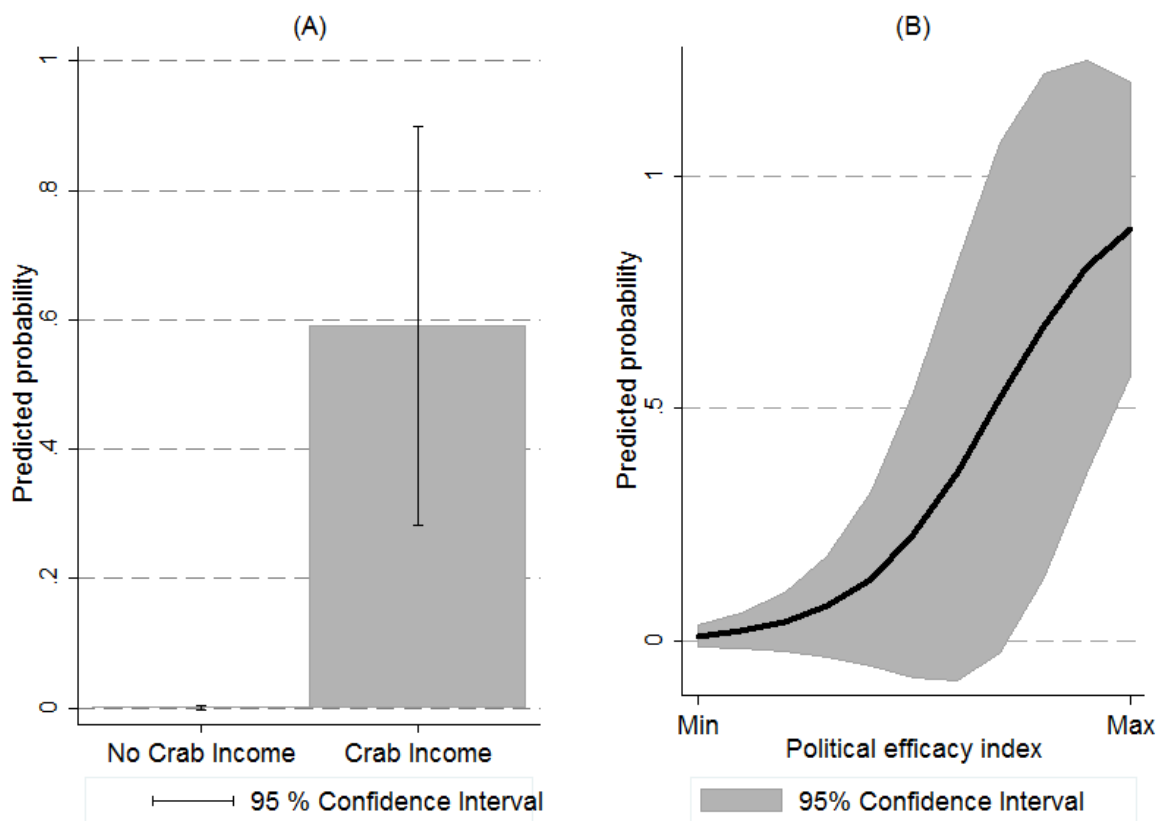 (A)
Predicted probability
1
.8
.6
.4
.2
0
No Crab Income
Crab Income
95 % Confidence Interval
(B)
Predicted probability
1
.5
0
Min
Max
Political efficacy index
95% Confidence Interval